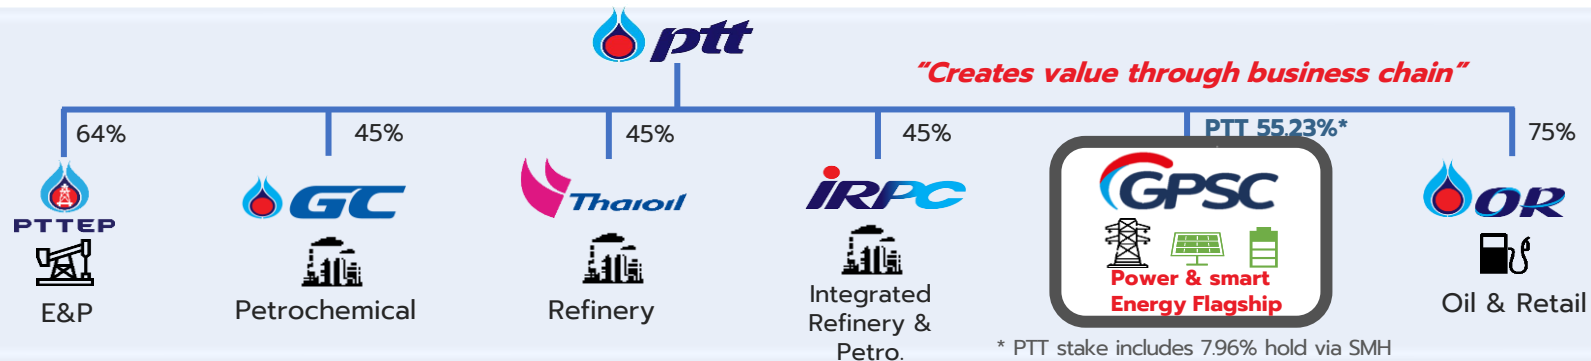 ptt
"Creates value through business chain"
64%
45%
45%
45%
PTT 55.23%*
75%
PTTEP
GC
Thaioil
IRPC
GPSC
OR
E&P
Petrochemical
Refinery
Integrated
Refinery &
Petro.
Power & smart
Energy Flagship
Oil & Retail
* PTT stake includes 7.96% hold via SMH